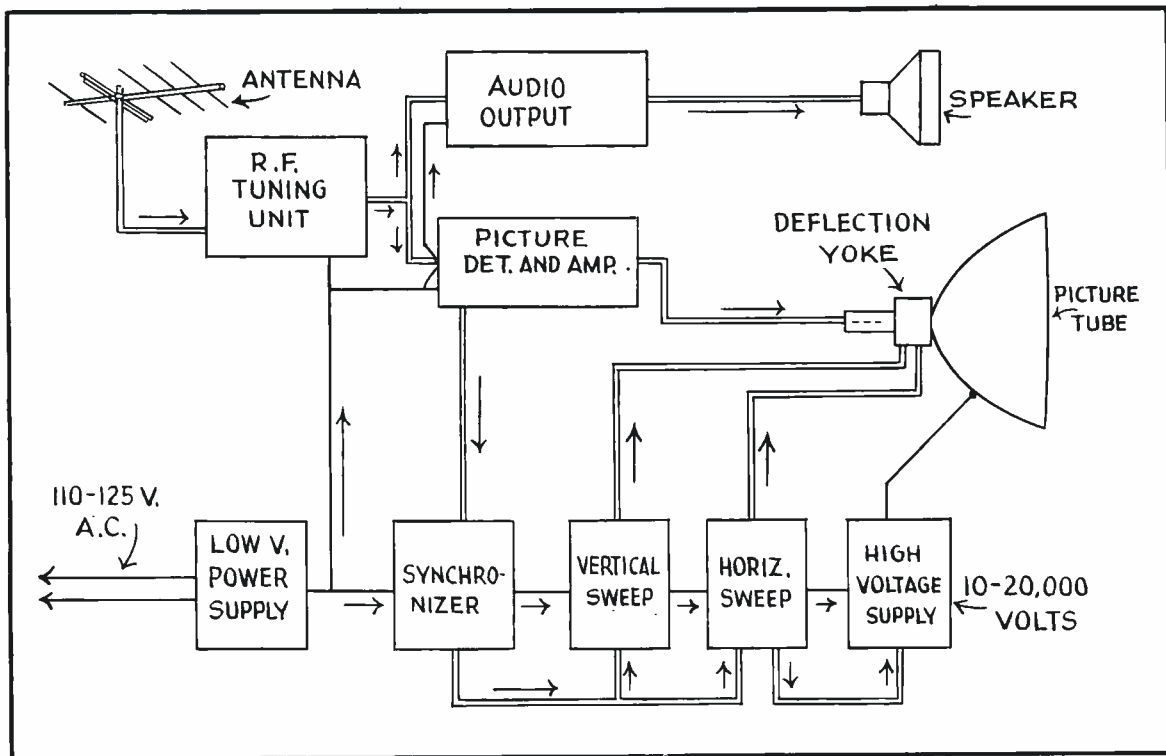 ANTENNA
AUDIO
OUTPUT
SPEAKER
R.F.
TUNING
UNIT
PICTURE
DET. AND AMP.
DEFLECTION
YOKE
PICTURE
TUBE
110-125 V.
A.C.
LOW V.
POWER
SUPPLY
SYNCHRO-
NIZER
VERTICAL
SWEEP
HORIZ.
SWEEP
HIGH
VOLTAGE
SUPPLY
10-20,000
VOLTS